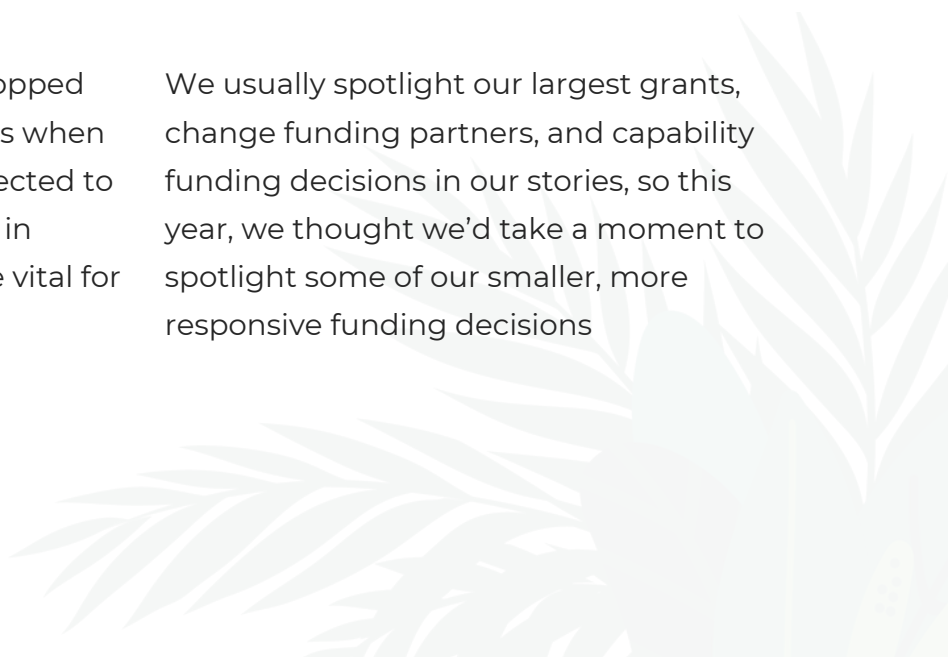 s when
to
in
vital for
We usually spotlight our largest grants,
change funding partners, and capability
funding decisions in our stories, so this
year, we thought we’d take a moment to
spotlight some of our smaller, more
responsive funding decisions